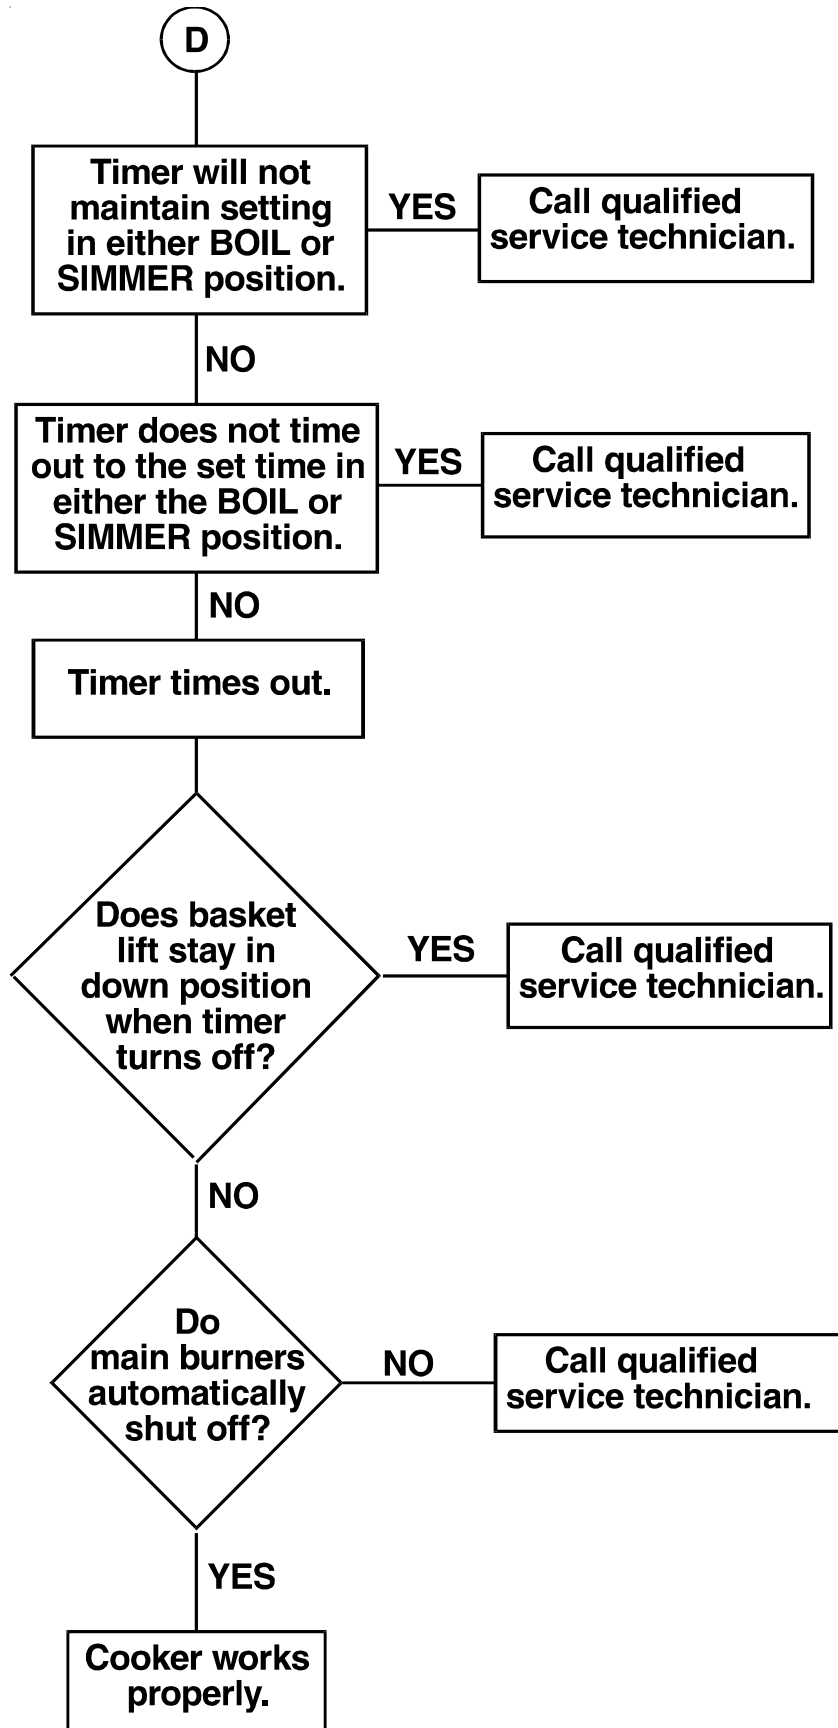 D
Timer will not
maintain setting
in either BOIL or
SIMMER position.
YES
Call qualified
service technician.
NO
Timer does not time
out to the set time in
either the BOIL or
SIMMER position.
YES
Call qualified
service technician.
NO
Timer times out.
Does basket
lift stay in
down position
when timer
turns off?
YES
Call qualified
service technician.
NO
Do
main burners
automatically
shut off?
NO
Call qualified
service technician.
YES
Cooker works
properly.